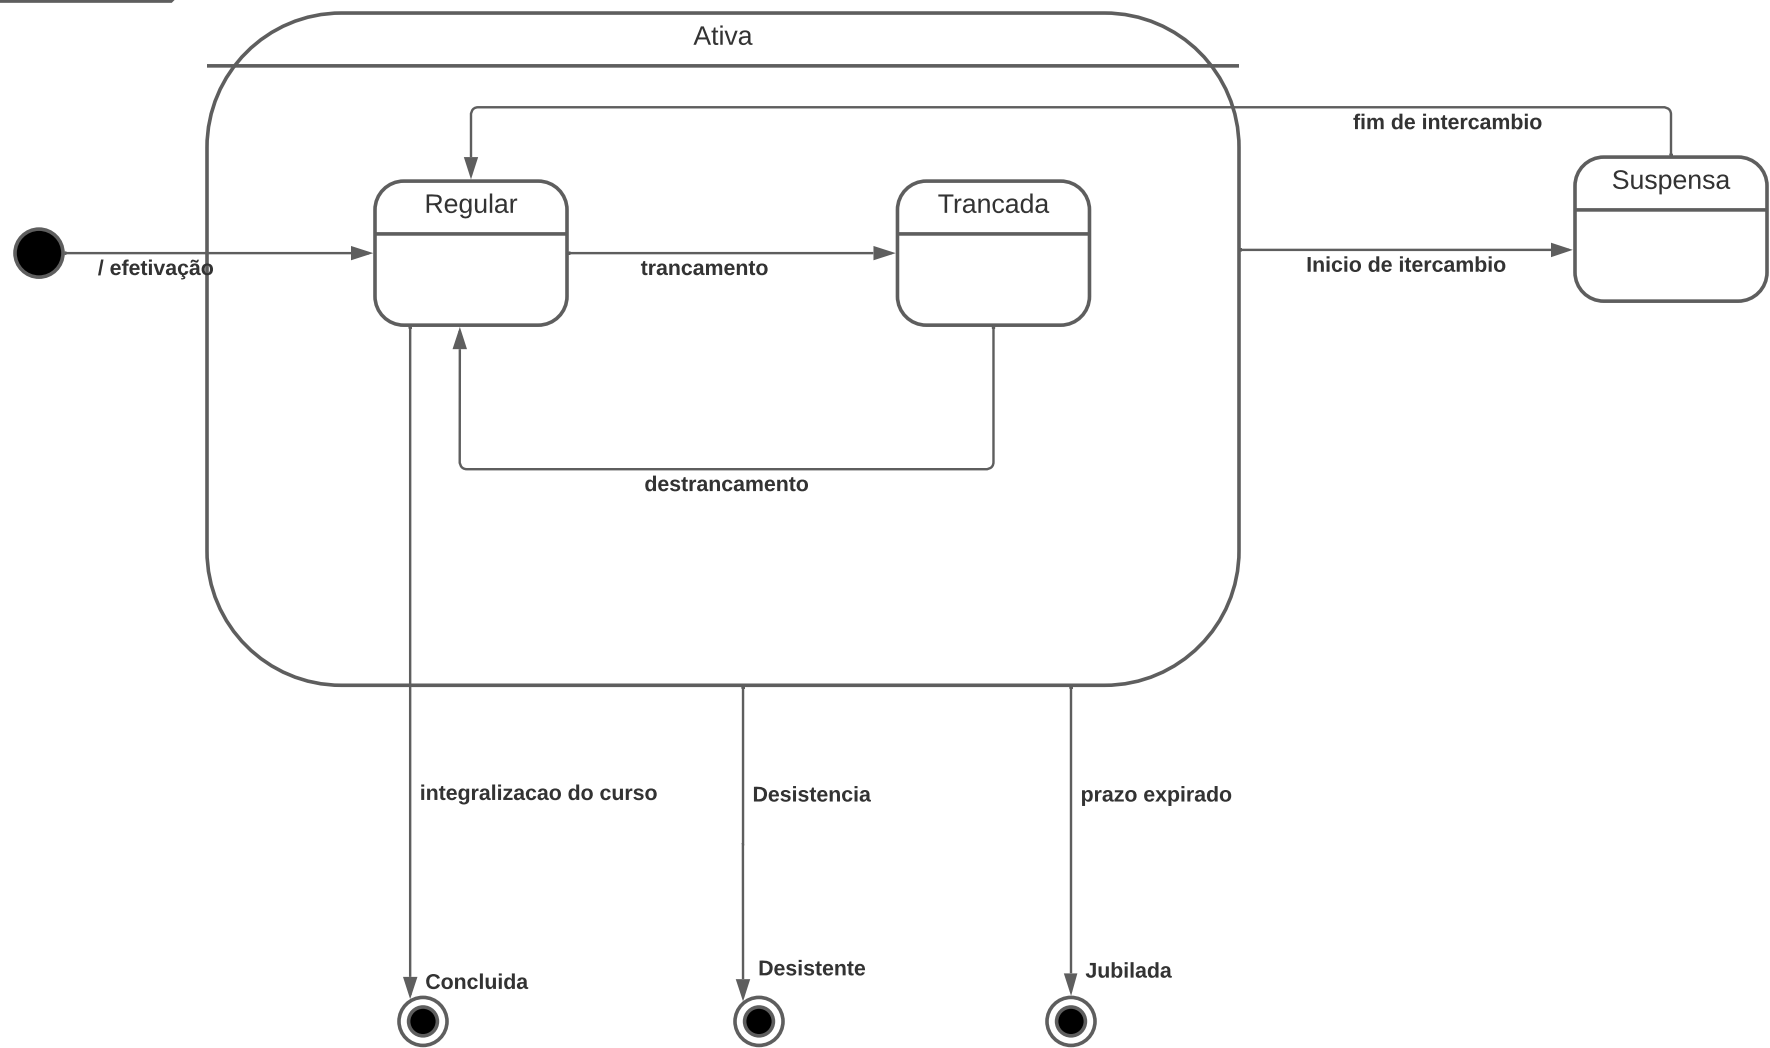 Ativa
fim de intercambio
Suspensa
Regular
Trancada
/ efetivação
trancamento
Inicio de itercambio
destrancamento
integralizacao do curso
Desistencia
prazo expirado
Concluida
Desistente
Jubilada